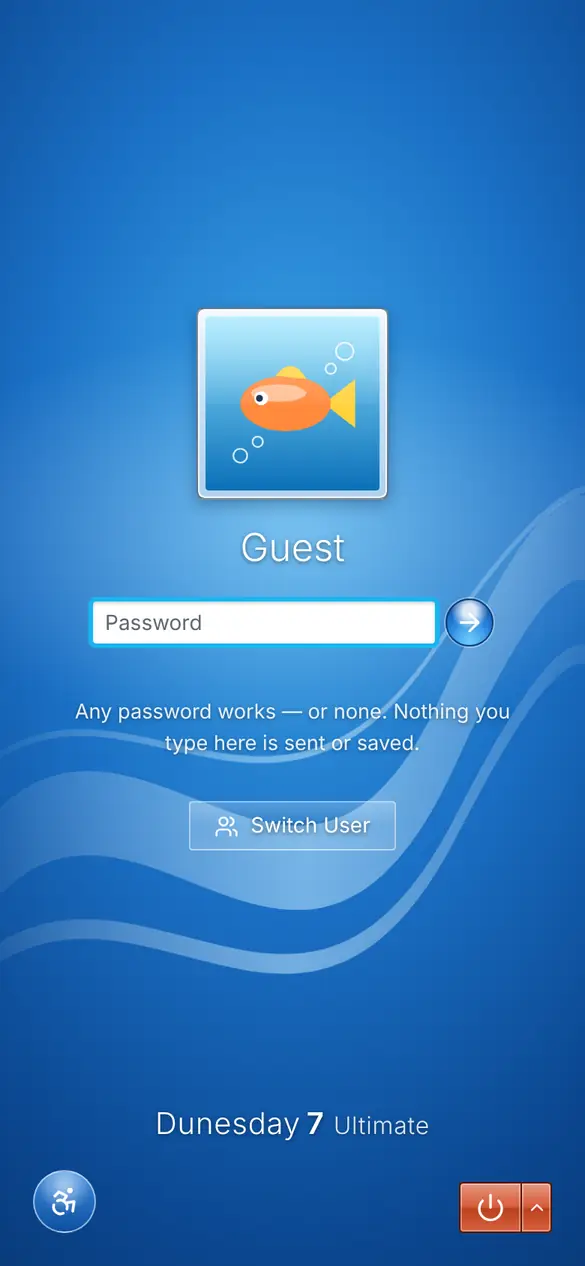 Guest
Password
Any password works — or none. Nothing you
type here is sent or saved.
Switch User
Dunesday 7 Ultimate